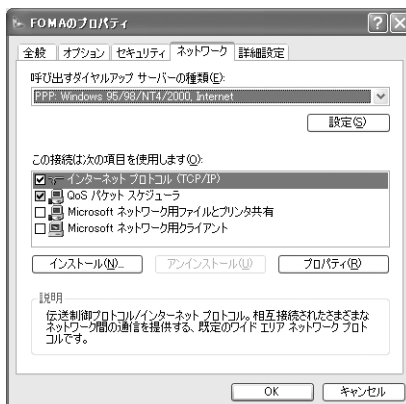 FOMAのプロパティ
全般 オプション セキュリティ ネットワーク 詳細設定
呼び出すダイヤルアップ サーバーの種類(E):
PPP: Windows 95/98/NT4/2000, Internet
設定(S)
この接続は次の項目を使用します(O):
インターネット プロトコル (TCP/IP)
QoS パケット スケジューラ
Microsoft ネットワーク用ファイルとプリンタ共有
Microsoft ネットワーク用クライアント
インストール(N)... アンインストール(U) プロパティ(R)
説明
伝送制御プロトコル/インターネット プロトコル。相互接続されたさまざまな
ネットワーク間の通信を提供する、既定のワイド エリア ネットワーク プロト
コルです。
OK キャンセル